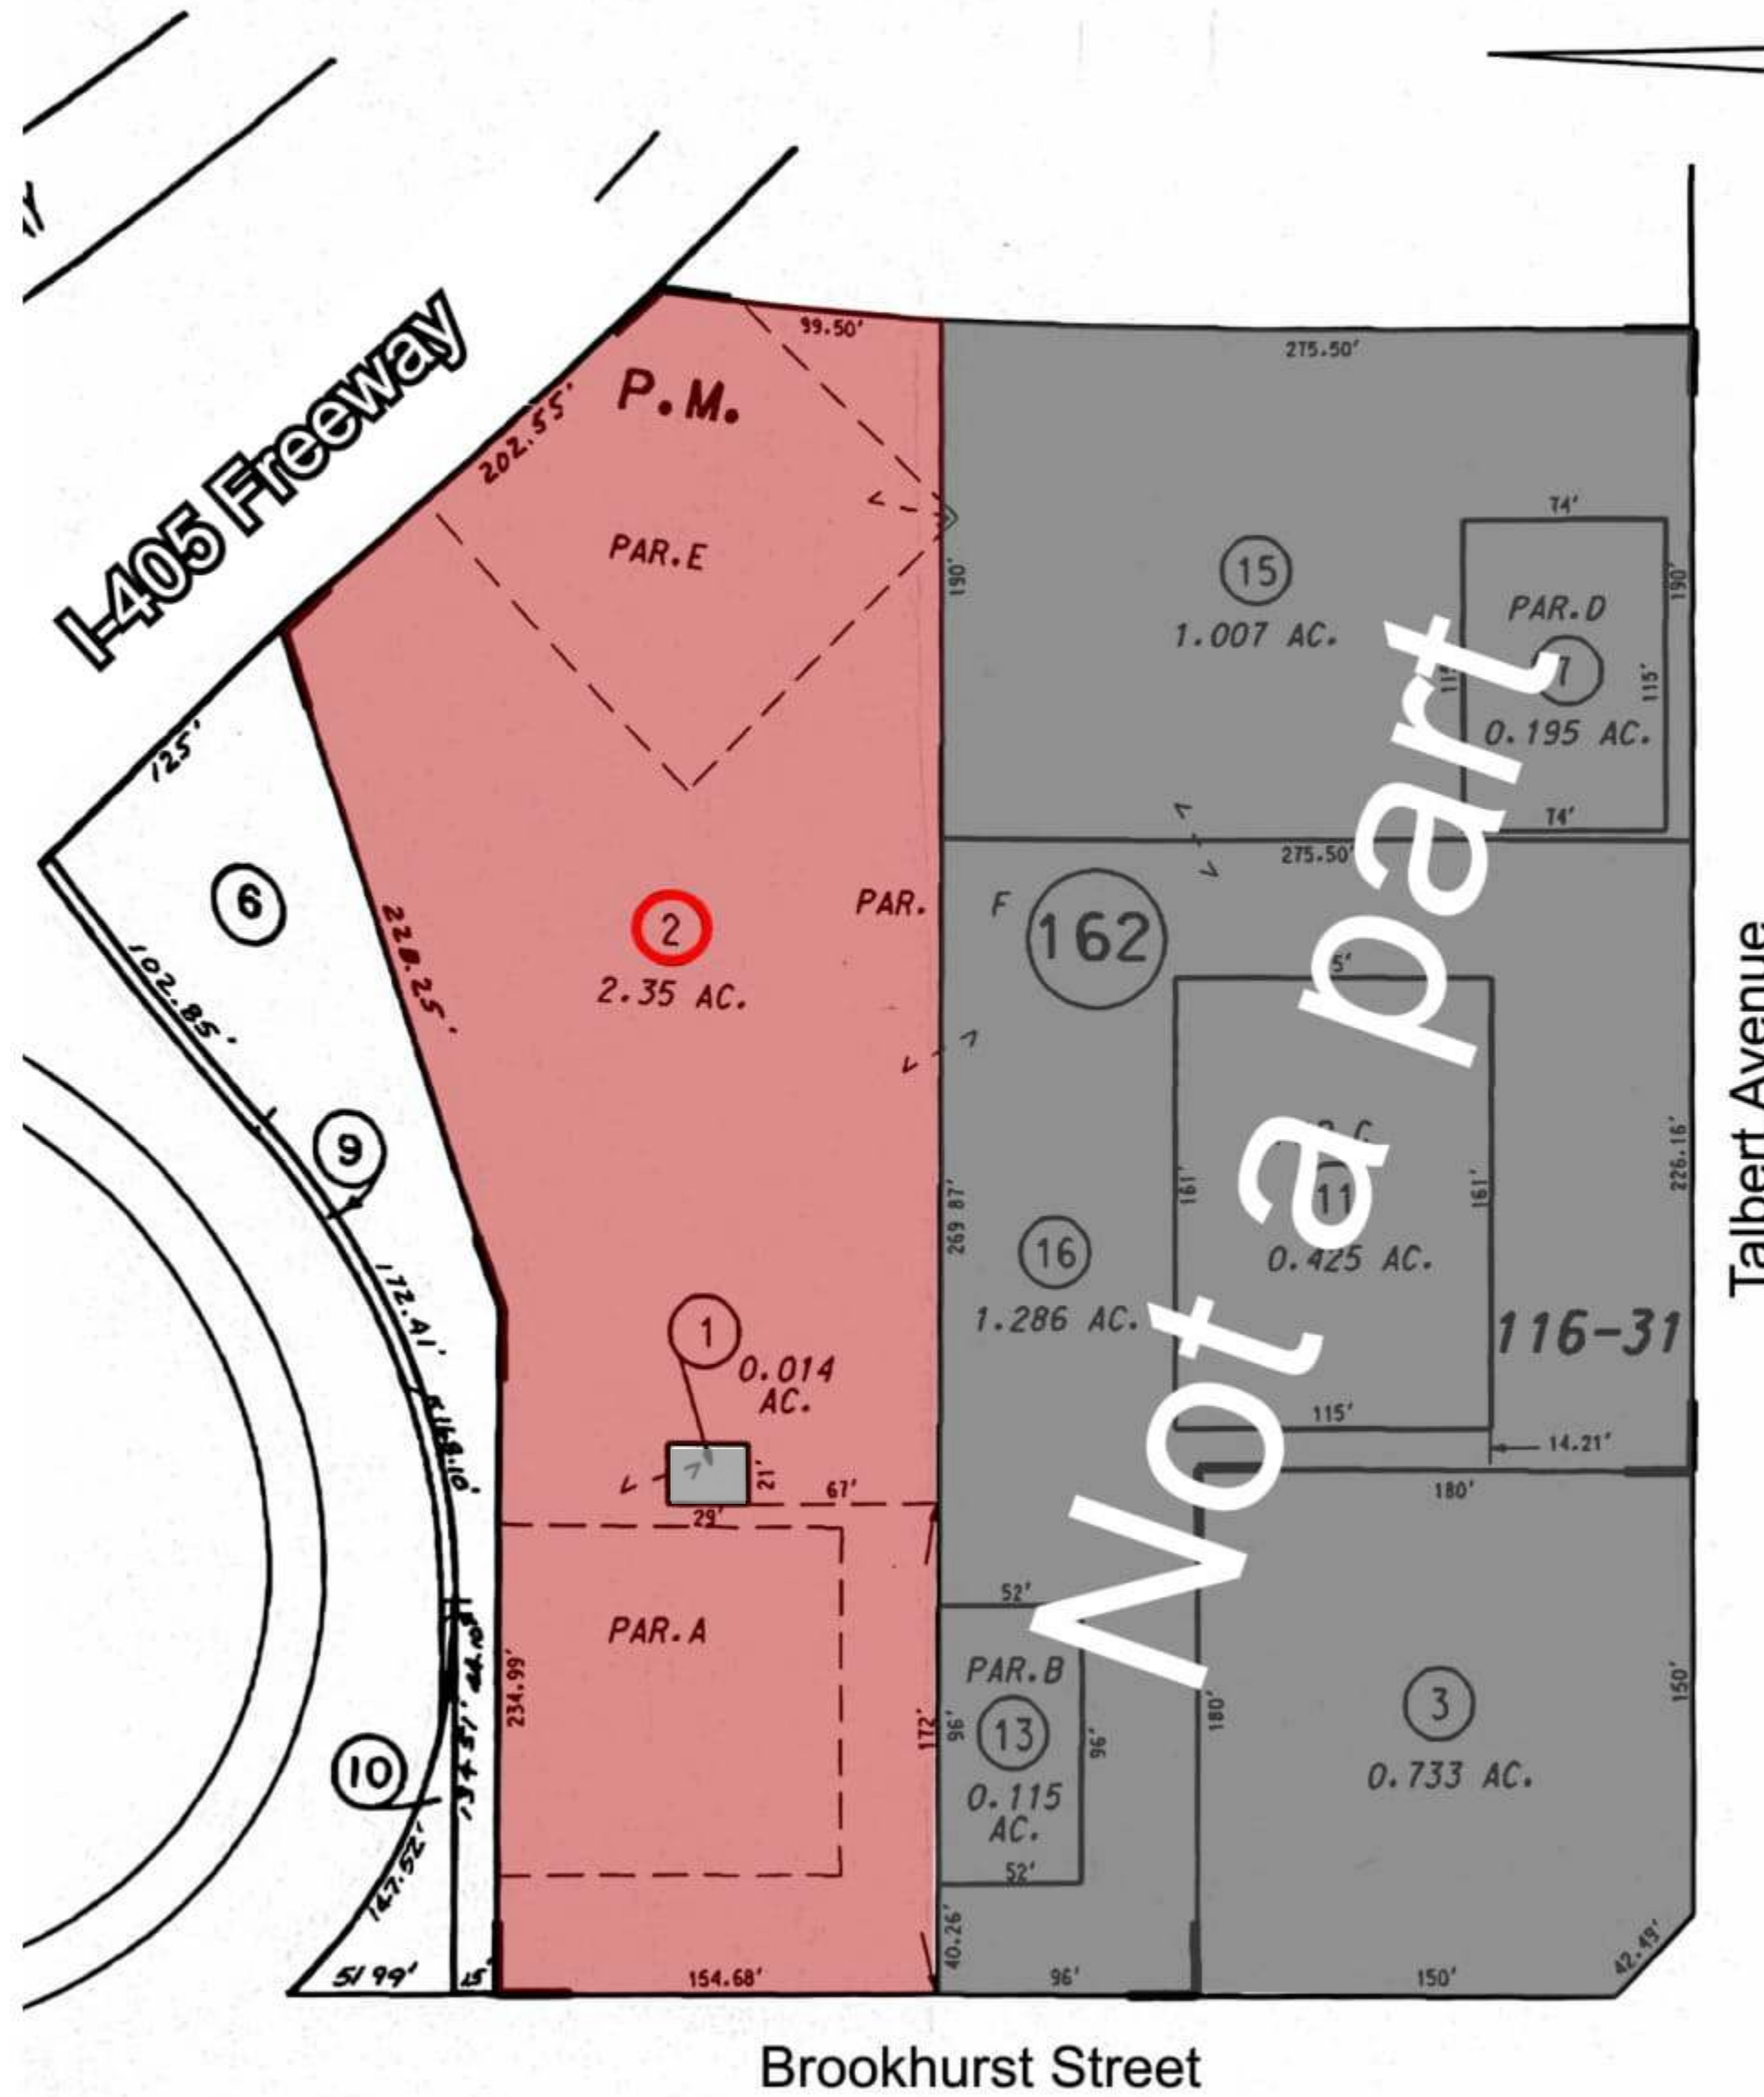 I-405 Freeway
99.50'
275.50'
P.M.
202.55'
PAR.E
190'
15
1.007 AC.
74'
PAR.D
7
0.195 AC.
115'
190'
74'
125'
6
275.50'
PAR.
F
162
2
2.35 AC.
102.85'
Not a part
Talbert Avenue
9
161'
161'
11
0.425 AC.
226.16'
269 87'
16
1.286 AC.
116-31
172.41'
1
0.014
AC.
115'
14.21'
21'
67'
29'
180'
52'
PAR.A
PAR.B
13
0.115
AC.
52'
96'
96'
172'
234.99'
180'
3
0.733 AC.
150'
10
147.52'
40.26'
42.49'
51 99'
15'
154.68'
96'
150'
Brookhurst Street